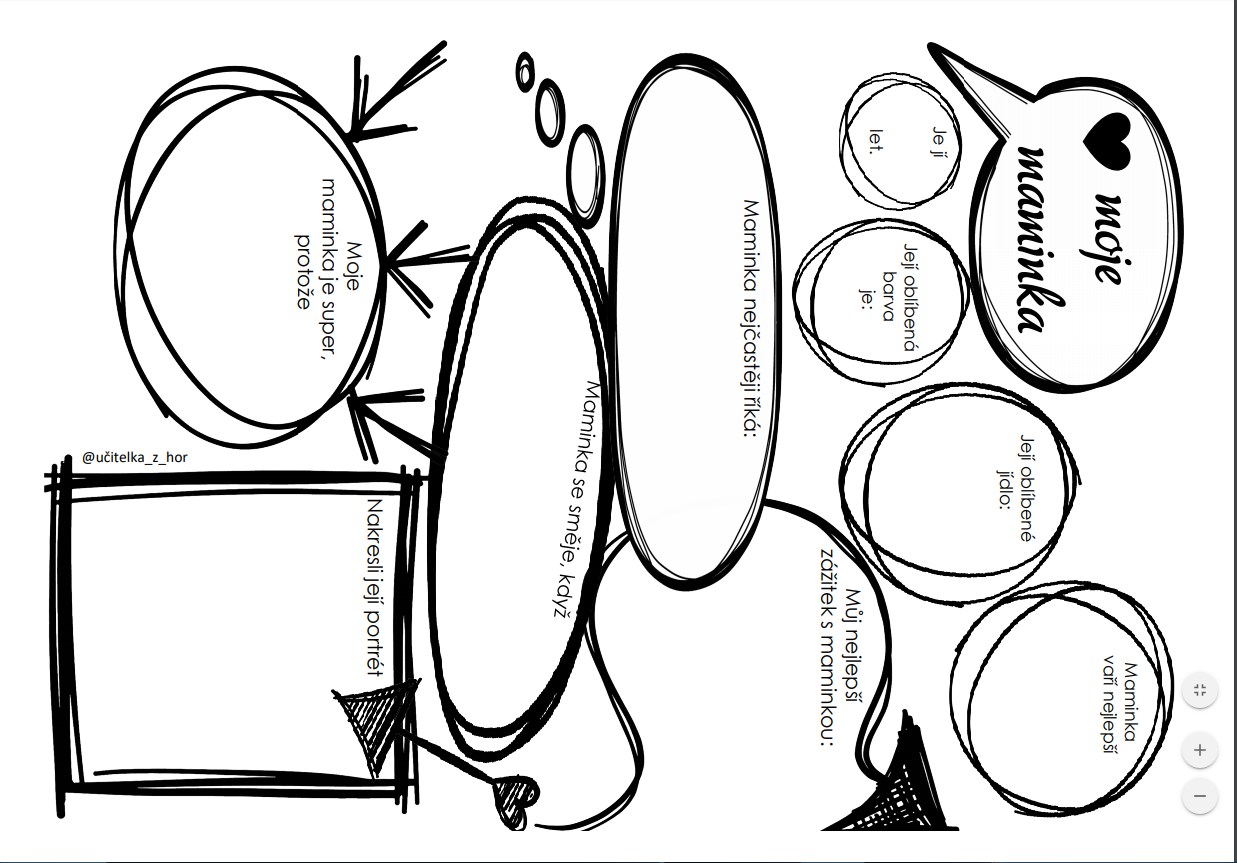 moje
maminka
Je jí
let.
Její oblíbená
barva
je:
Její oblíbené
jídlo:
Maminka
vaří nejlepší
Maminka nejčastěji říká:
Můj nejlepší
zážitek s maminkou:
Maminka se směje, když
Moje
maminka je super,
protože
Nakresli její portrét
@učitelka_z_hor